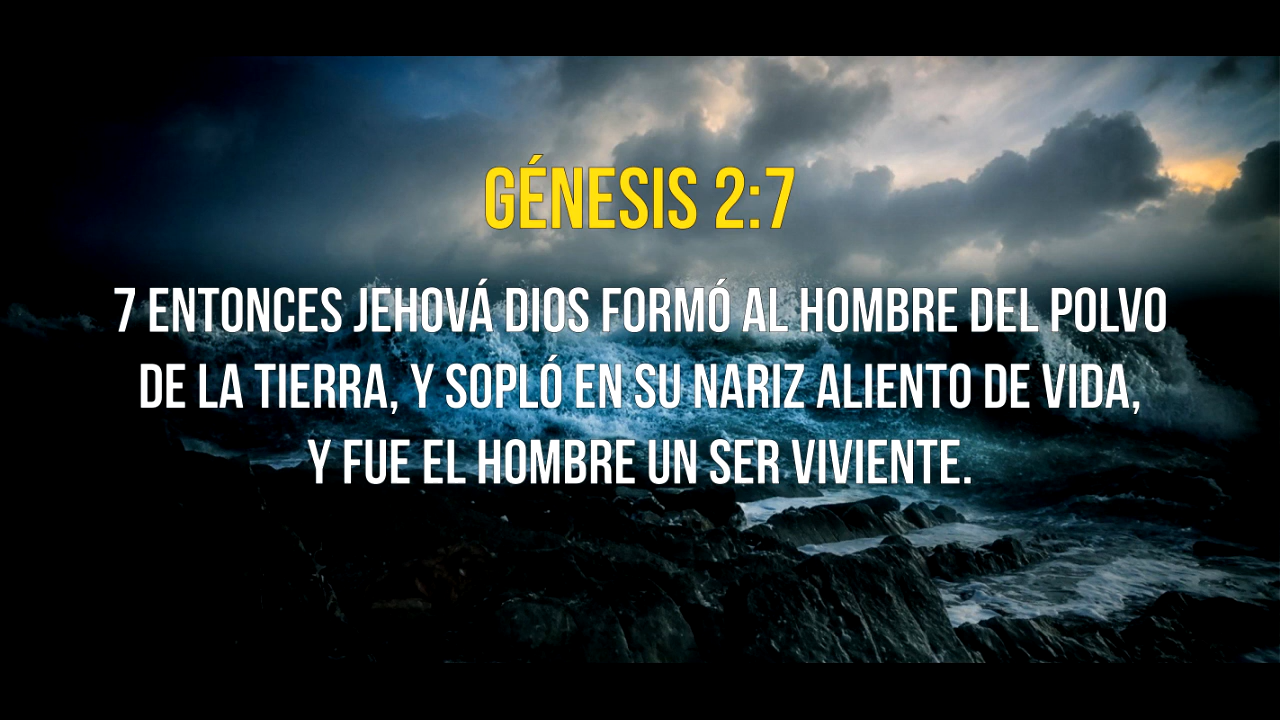 GÉNESIS 2:7
7 ENTONCES JEHOVÁ DIOS FORMÓ AL HOMBRE DEL POLVO
DE LA TIERRA, Y SOPLÓ EN SU NARIZ ALIENTO DE VIDA,
Y FUE EL HOMBRE UN SER VIVIENTE.